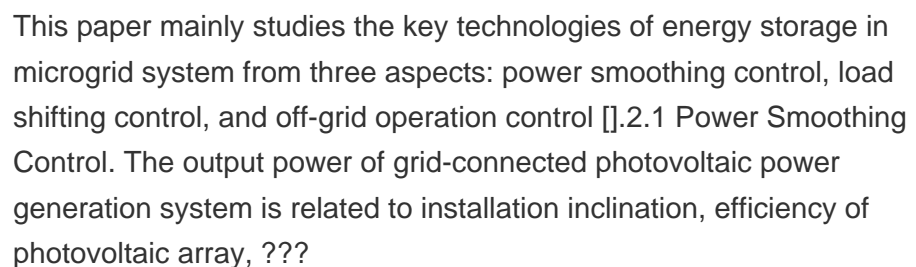 This paper mainly studies the key technologies of energy storage in
microgrid system from three aspects: power smoothing control, load
shifting control, and off-grid operation control [].2.1 Power Smoothing
Control. The output power of grid-connected photovoltaic power
generation system is related to installation inclination, efficiency of
photovoltaic array, ???